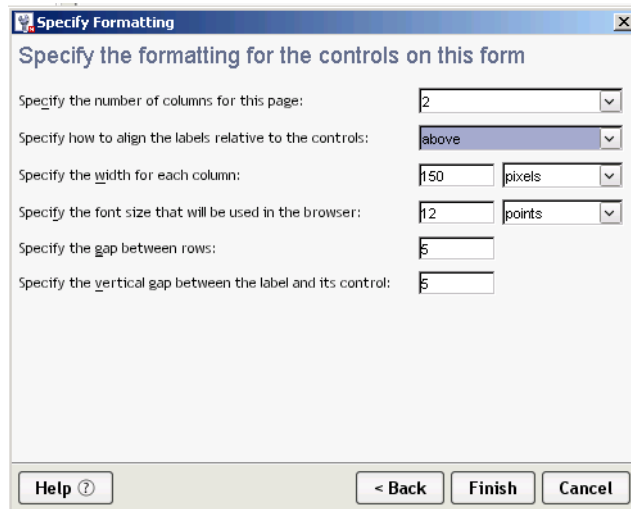 Specify Formatting
Specify the formatting for the controls on this form
Specify the number of columns for this page: 2
Specify how to align the labels relative to the controls: above
Specify the width for each column: 150 pixels
Specify the font size that will be used in the browser: 12 points
Specify the gap between rows: 5
Specify the vertical gap between the label and its control: 5
Help ? < Back Finish Cancel